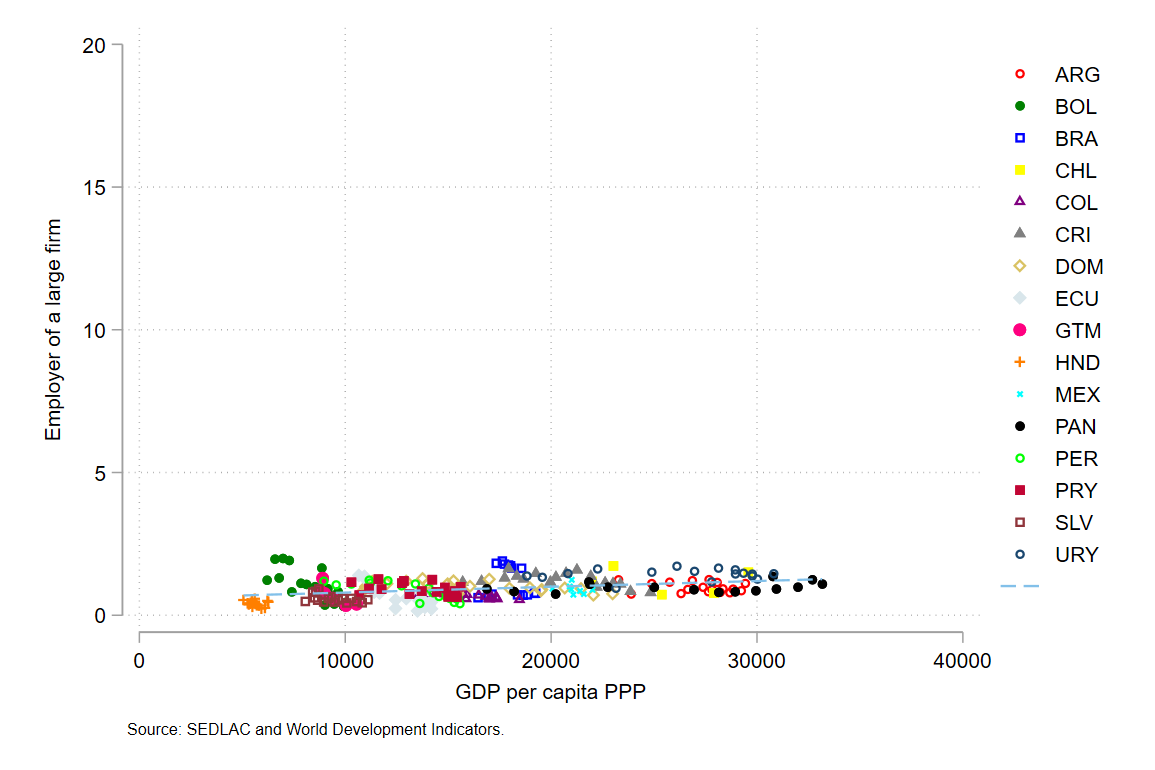 20
15
10
5
0
Employer of a large firm
0 10000 20000 30000 40000
GDP per capita PPP
ARG
BOL
BRA
CHL
COL
CRI
DOM
ECU
GTM
HND
MEX
PAN
PER
PRY
SLV
URY
Source: SEDLAC and World Development Indicators.